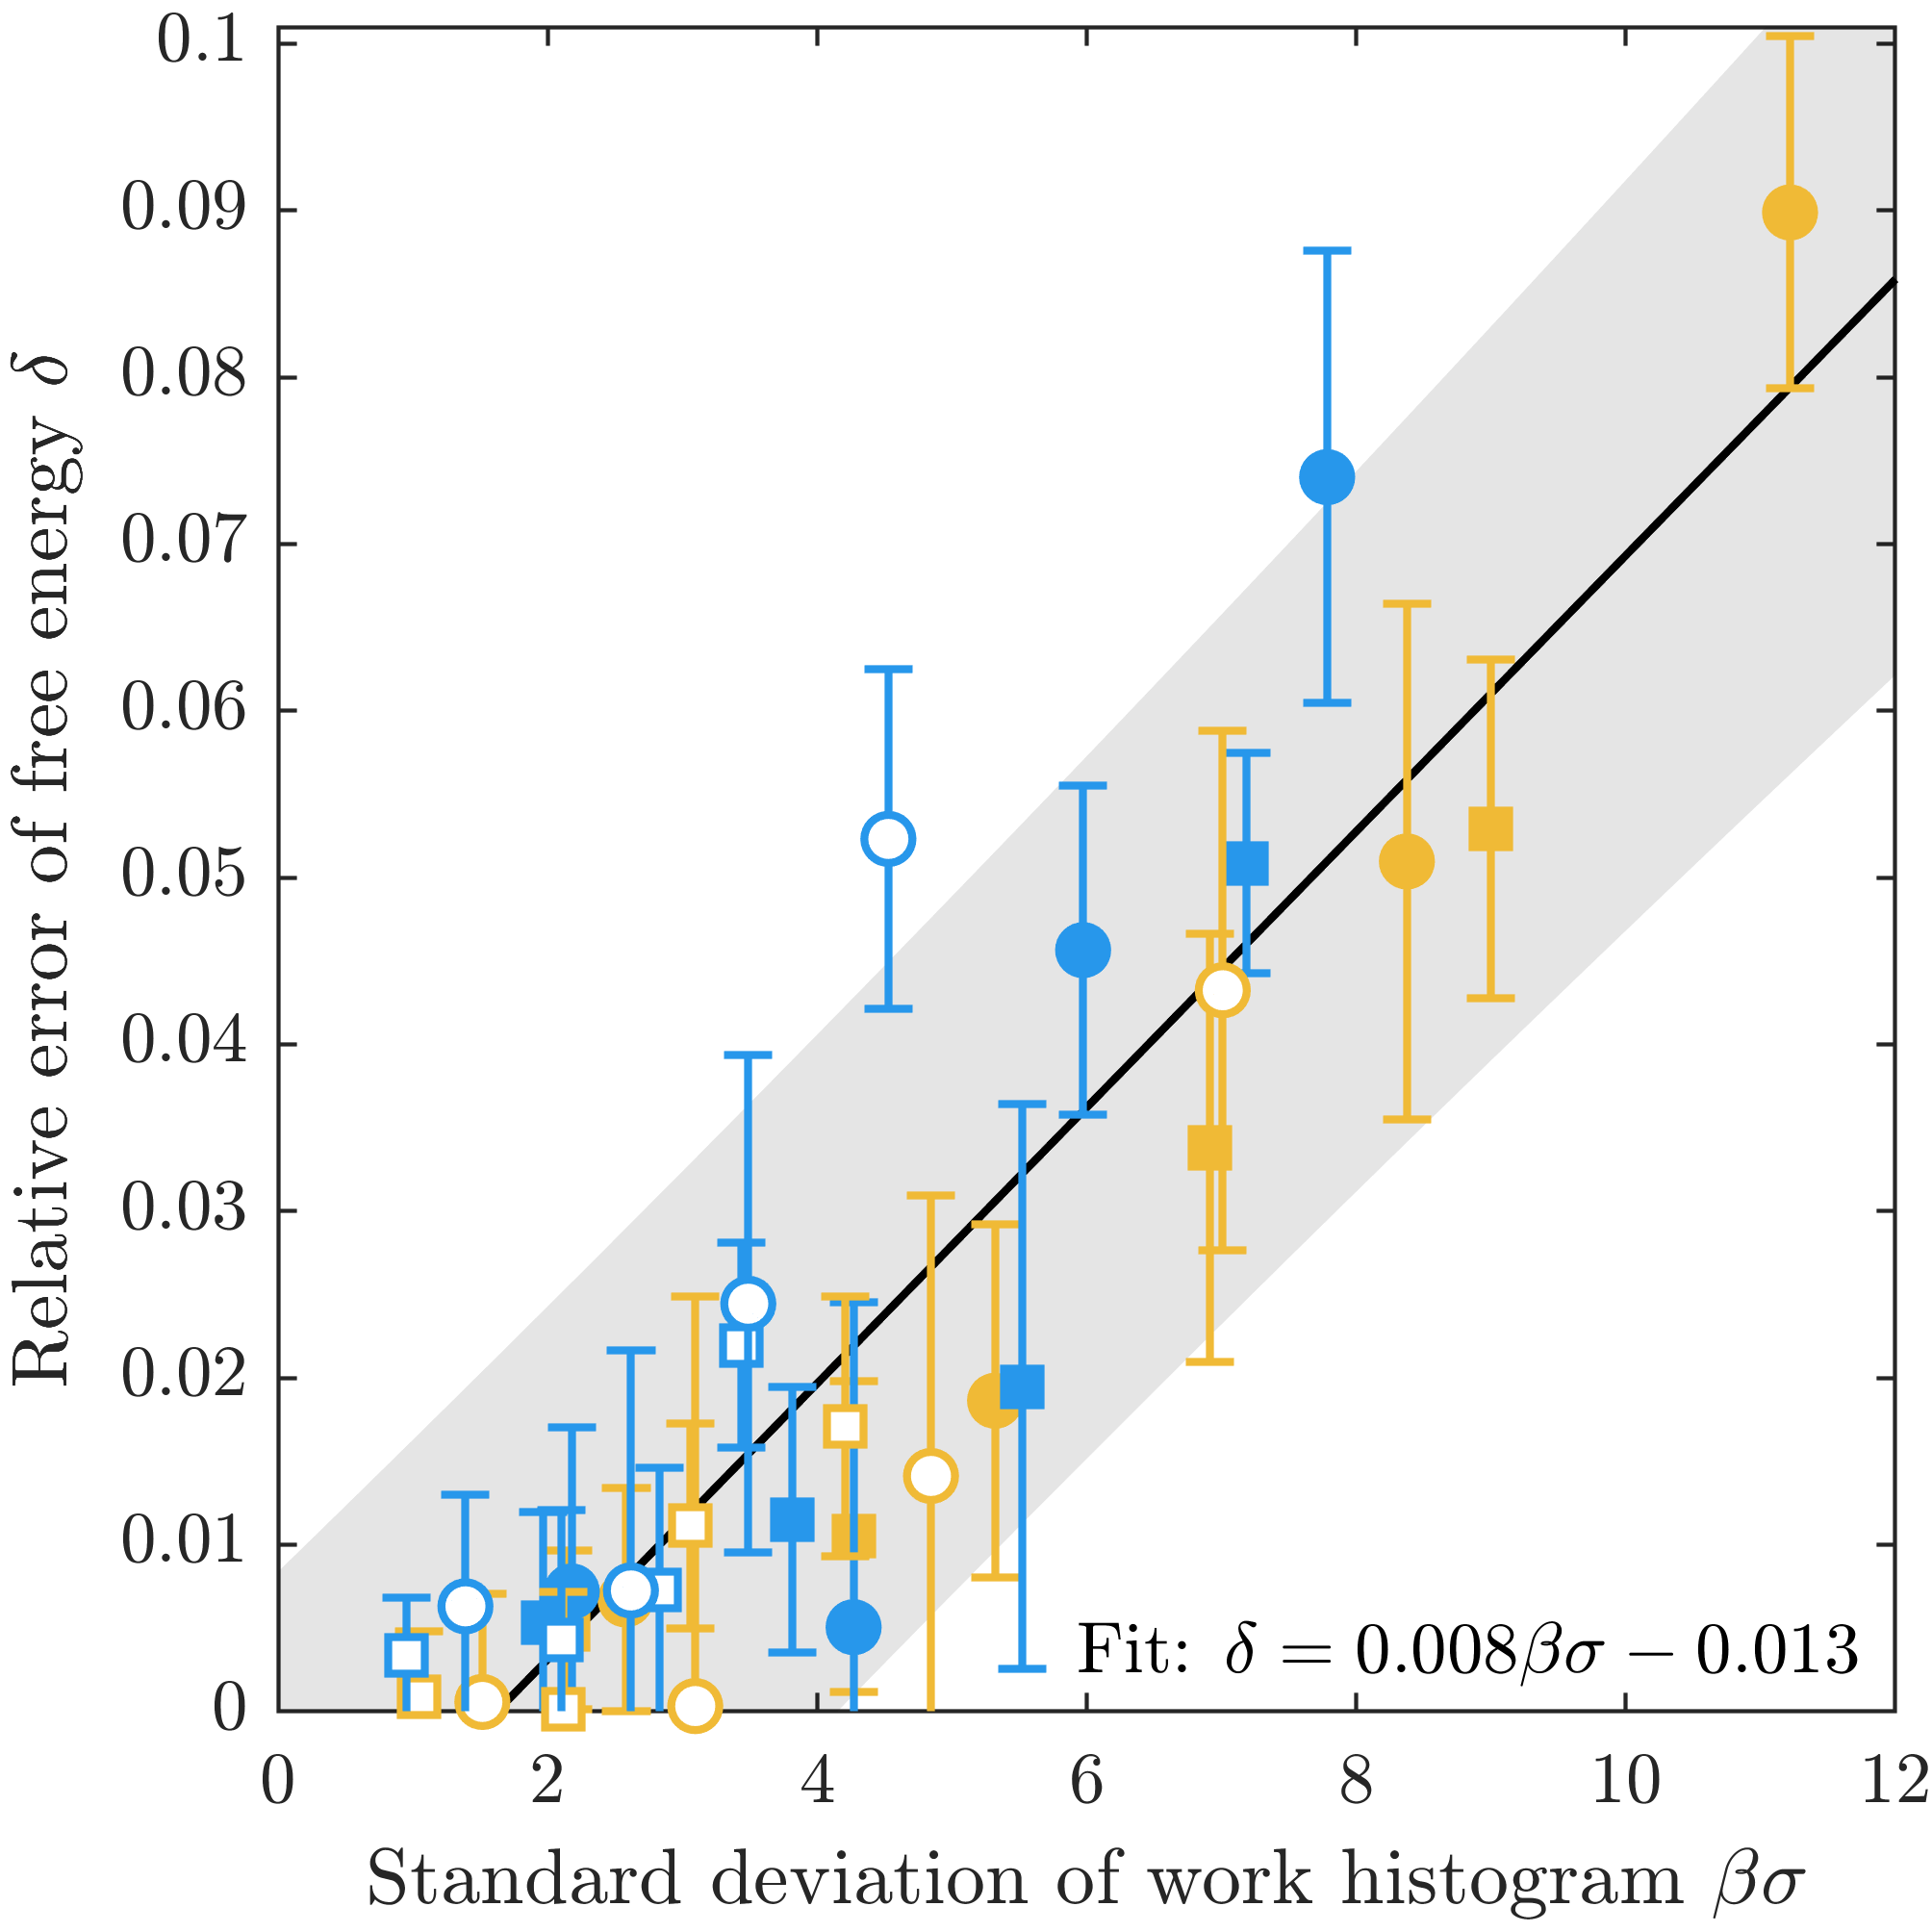 0.1
0.09
0.08
0.07
0.06
0.05
0.04
0.03
0.02
0.01
0
Relative error of free energy δ
Fit: δ = 0.008βσ − 0.013
0 2 4 6 8 10 12
Standard deviation of work histogram βσ